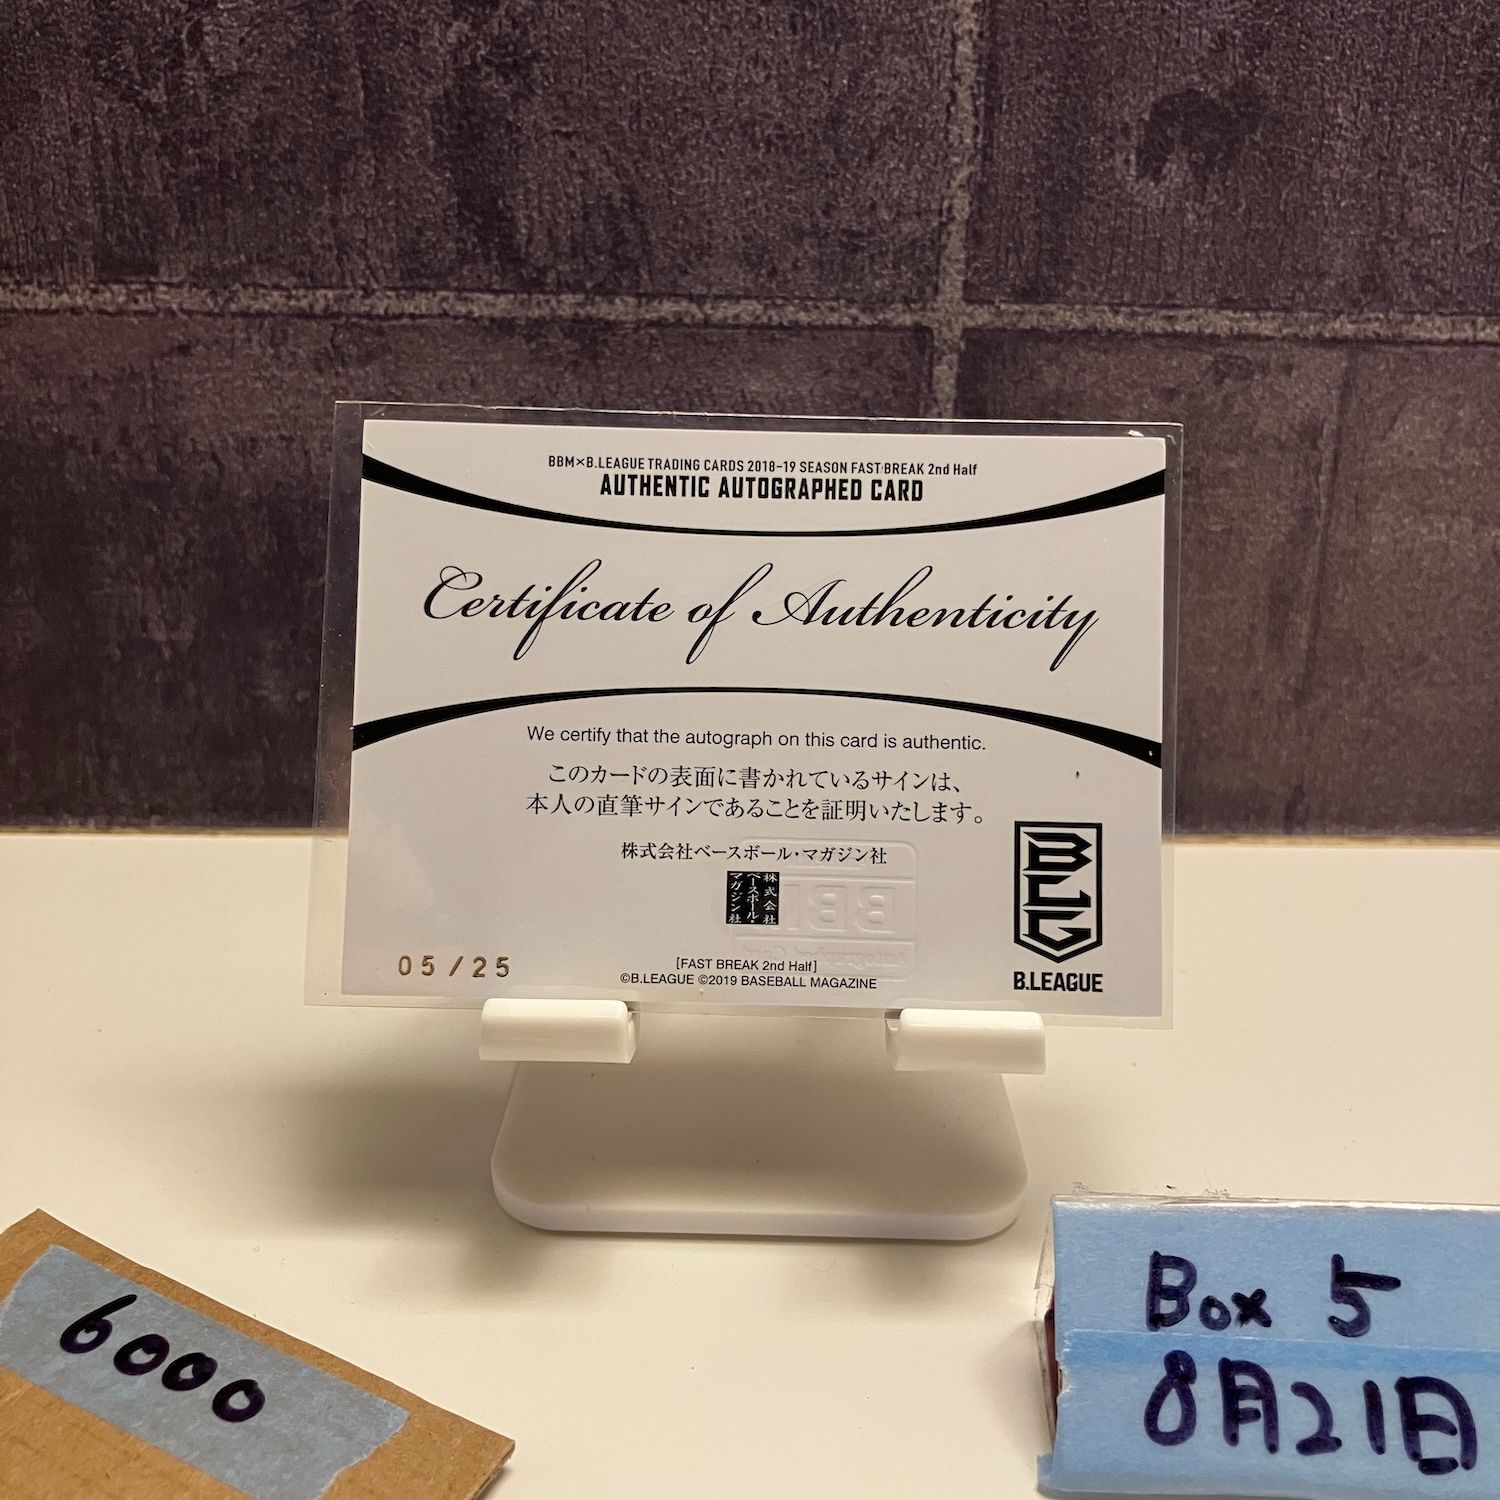 BBM×B.LEAGUE TRADING CARDS 2018-19 SEASON FAST BREAK 2nd Half
AUTHENTIC AUTOGRAPHED CARD
Certificate of Authenticity
We certify that the autograph on this card is authentic.
このカードの表面に書かれているサインは、
本人の直筆サインであることを証明いたします。
株式会社ベースボール・マガジン社
株式会社
ベースボール・
マガジン社
BLG
B.LEAGUE
05/25
[FAST BREAK 2nd Half]
©B.LEAGUE ©2019 BASEBALL MAGAZINE
6000
Box 5
8月21日